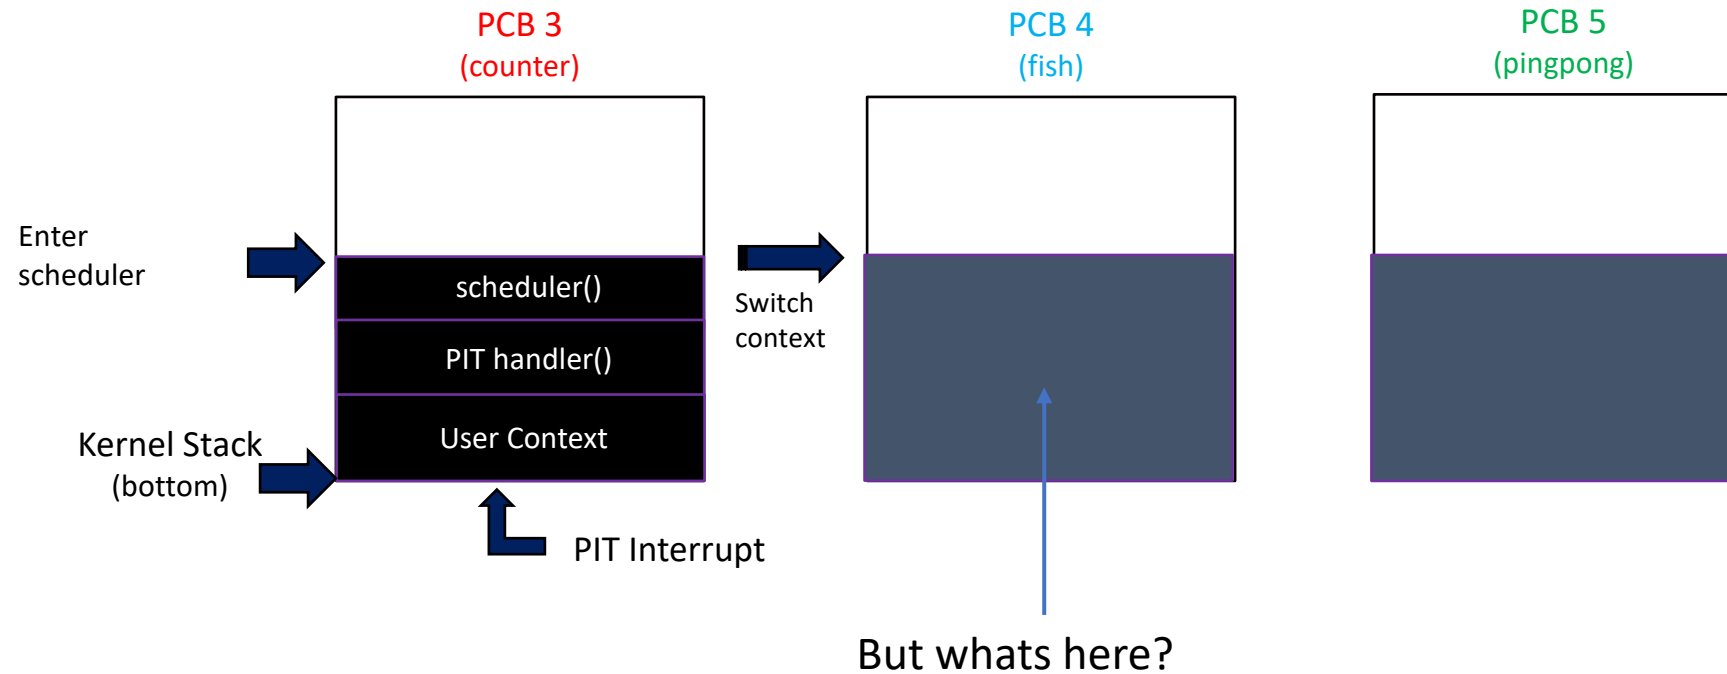 PCB 3
(counter)
PCB 4
(fish)
PCB 5
(pingpong)
Enter
scheduler
scheduler()
PIT handler()
User Context
Switch
context
Kernel Stack
(bottom)
PIT Interrupt
But whats here?